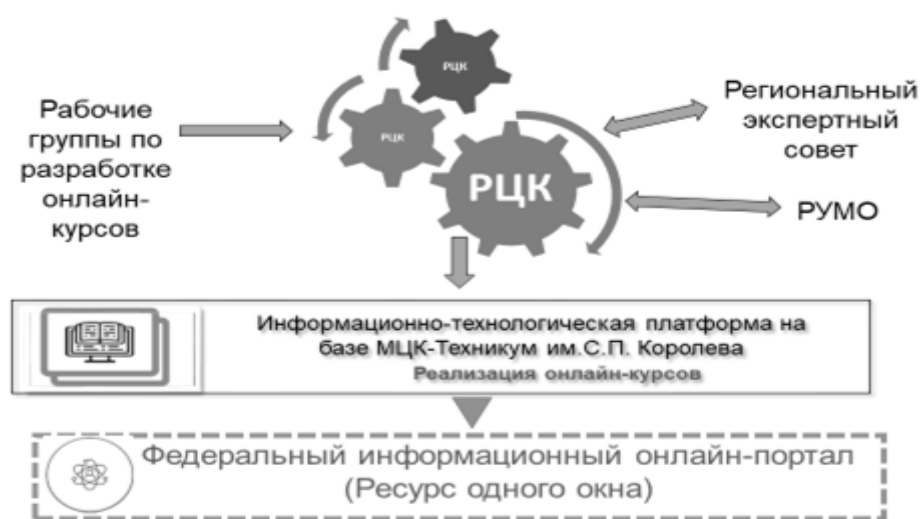 РЦК
РЦК
РЦК
Рабочие
группы по
разработке
онлайн-
курсов
Региональный
экспертный
совет
РУМО
Информационно-технологическая платформа на
базе МЦК-Техникум им.С.П. Королева
Реализация онлайн-курсов
Федеральный информационный онлайн-портал
(Ресурс одного окна)